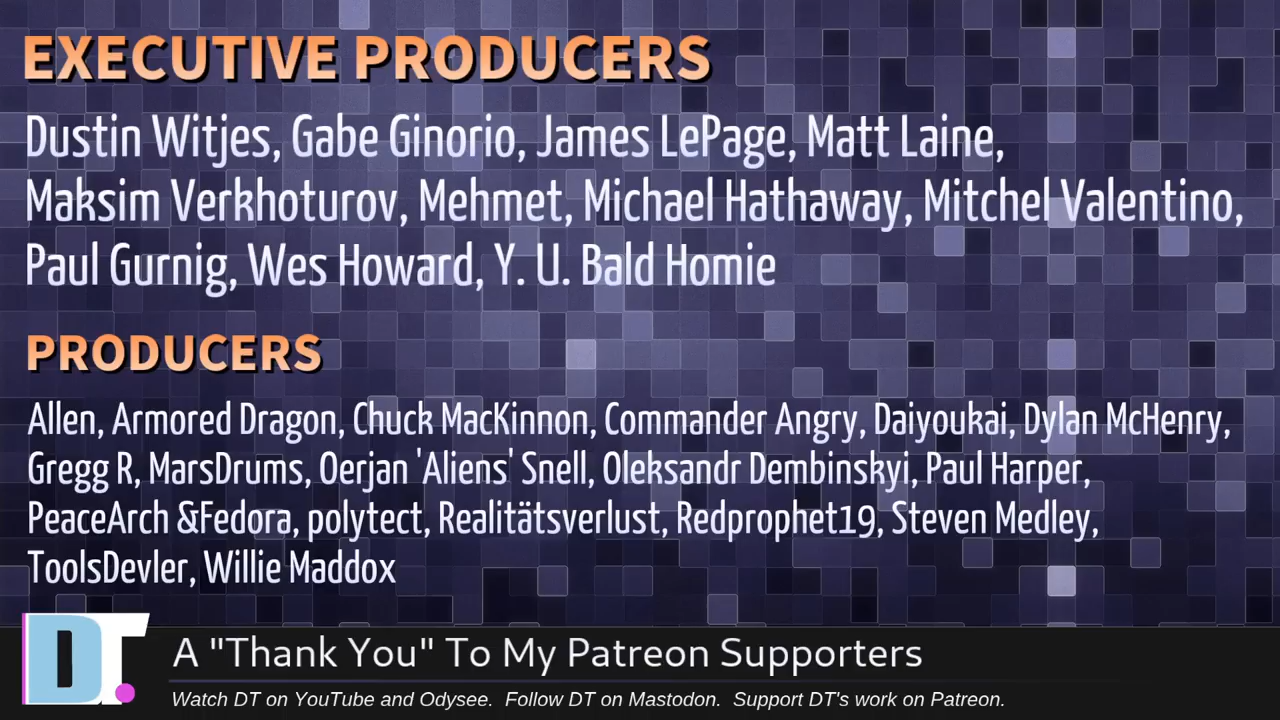 EXECUTIVE PRODUCERS
Dustin Witjes, Gabe Ginorio, James LePage, Matt Laine,
Maksim Verkhoturov, Mehmet, Michael Hathaway, Mitchel Valentino,
Paul Gurnig, Wes Howard, Y. U. Bald Homie
PRODUCERS
Allen, Armored Dragon, Chuck MacKinnon, Commander Angry, Daiyoukai, Dylan McHenry,
Gregg R, MarsDrums, Oerjan 'Aliens' Snell, Oleksandr Dembinskyi, Paul Harper,
PeaceArch &Fedora, polytect, Realitätsverlust, Redprophet19, Steven Medley,
ToolsDevler, Willie Maddox
DT.
A "Thank You" To My Patreon Supporters
Watch DT on YouTube and Odysee. Follow DT on Mastodon. Support DT's work on Patreon.